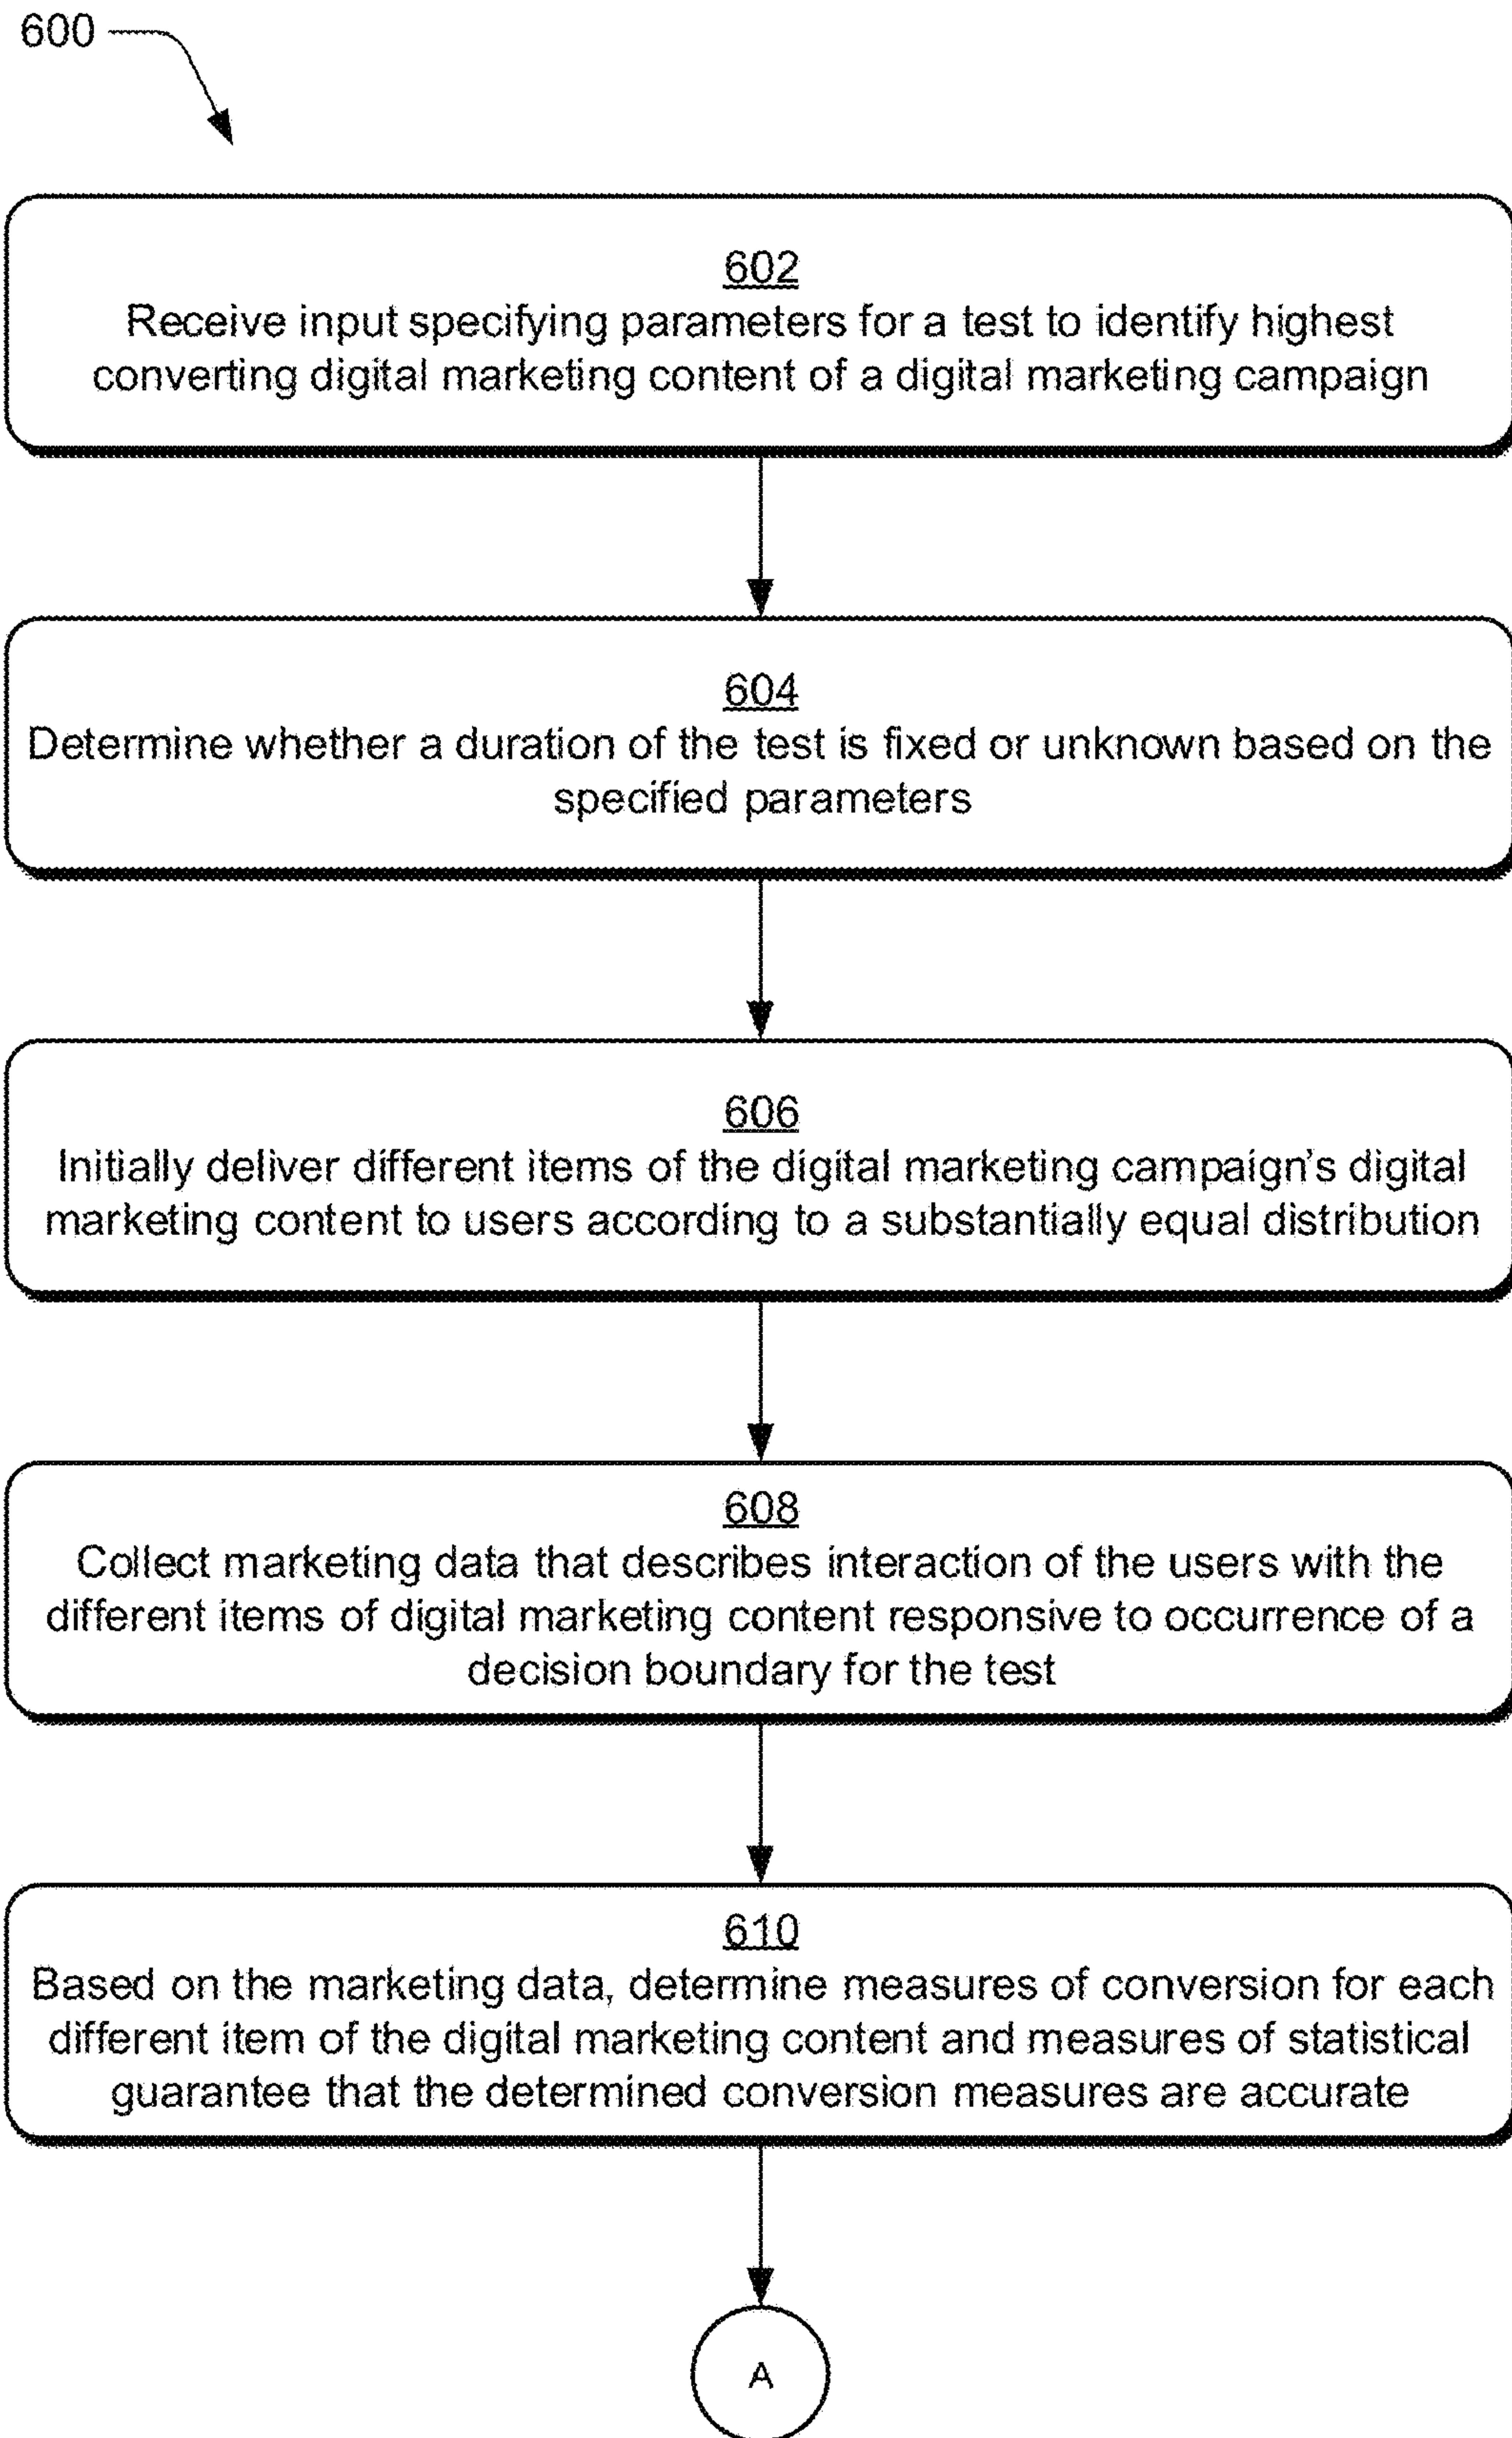 600
602
Receive input specifying parameters for a test to identify highest
converting digital marketing content of a digital marketing campaign
604
Determine whether a duration of the test is fixed or unknown based on the
specified parameters
606
Initially deliver different items of the digital marketing campaign's digital
marketing content to users according to a substantially equal distribution
608
Collect marketing data that describes interaction of the users with the
different items of digital marketing content responsive to occurrence of a
decision boundary for the test
610
Based on the marketing data, determine measures of conversion for each
different item of the digital marketing content and measures of statistical
guarantee that the determined conversion measures are accurate
A